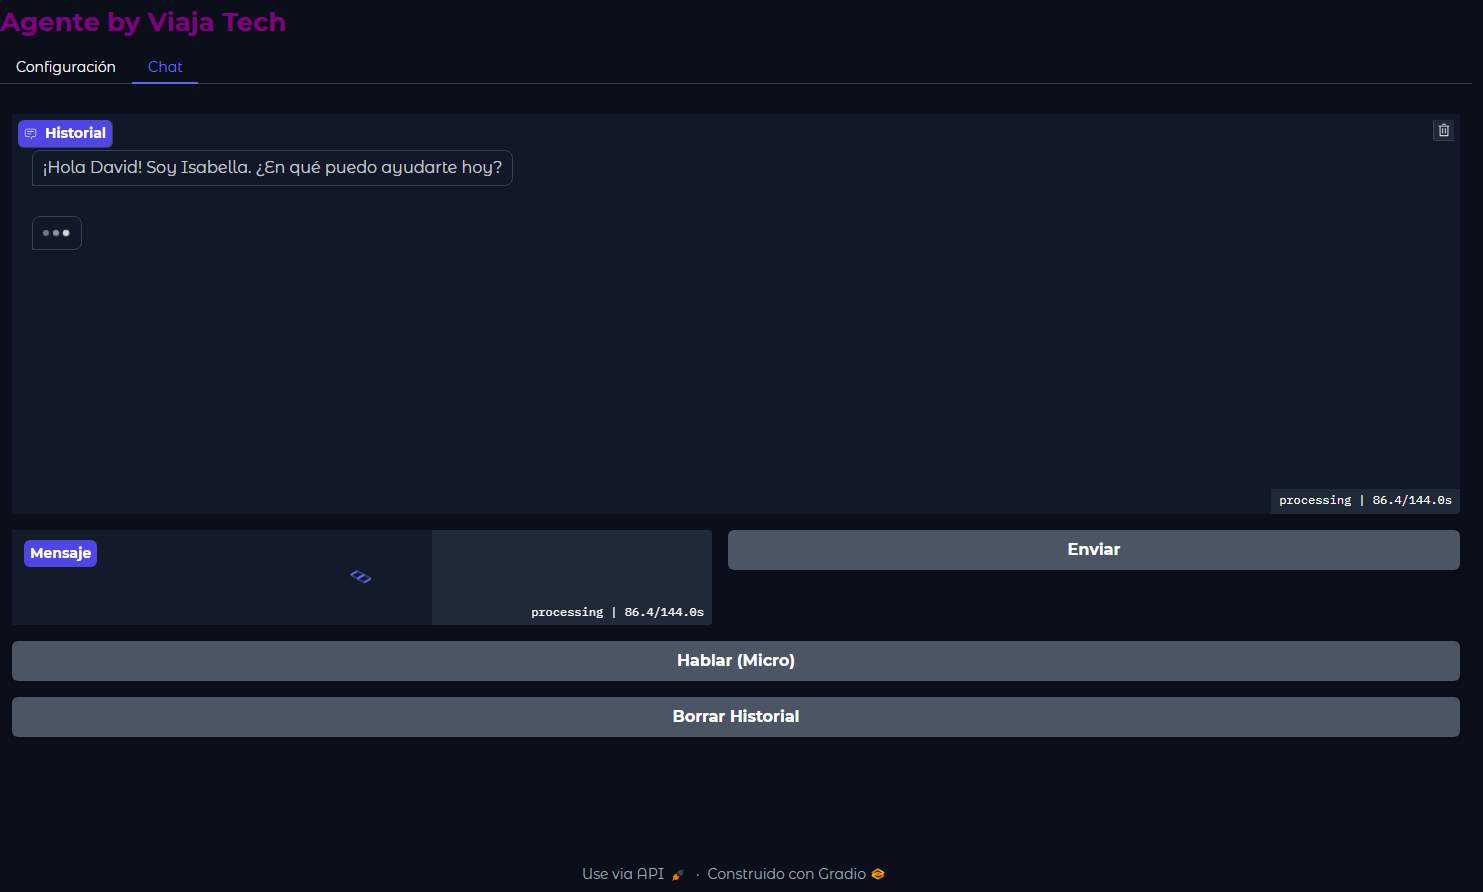 Agente by Viaja Tech
Configuración
Chat
Historial
¡Hola David! Soy Isabella. ¿En qué puedo ayudarte hoy?
processing | 86.4/144.0s
Mensaje
processing | 86.4/144.0s
Enviar
Hablar (Micro)
Borrar Historial
Use via API · Construido con Gradio